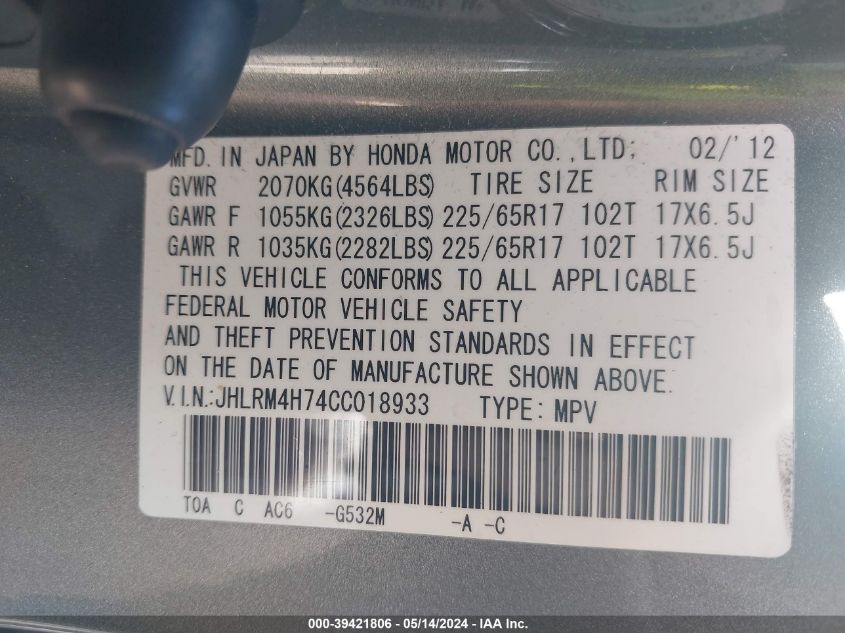 MFD. IN JAPAN BY HONDA MOTOR CO.,LTD; 02/'12
GVWR 2070KG(4564LBS) TIRE SIZE RIM SIZE
GAWR F 1055KG(2326LBS) 225/65R17 102T 17X6.5J
GAWR R 1035KG(2282LBS) 225/65R17 102T 17X6.5J
THIS VEHICLE CONFORMS TO ALL APPLICABLE
FEDERAL MOTOR VEHICLE SAFETY
AND THEFT PREVENTION STANDARDS IN EFFECT
ON THE DATE OF MANUFACTURE SHOWN ABOVE.
V.I.N.:JHLRM4H74CC018933 TYPE: MPV
TOA C AC6 -G532M -A -C
000-39421806 - 05/14/2024 - IAA Inc.